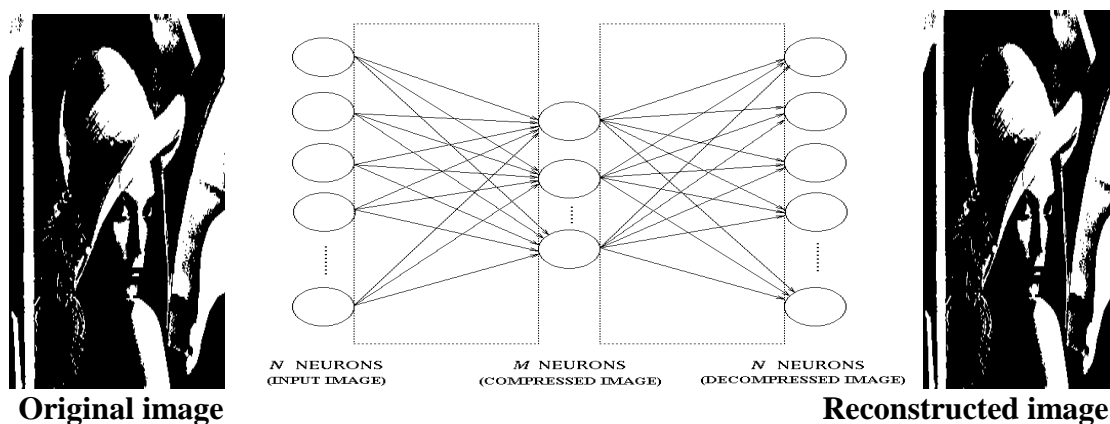 N NEURONS
(INPUT IMAGE)
M NEURONS
(COMPRESSED IMAGE)
N NEURONS
(DECOMPRESSED IMAGE)
Original image
Reconstructed image